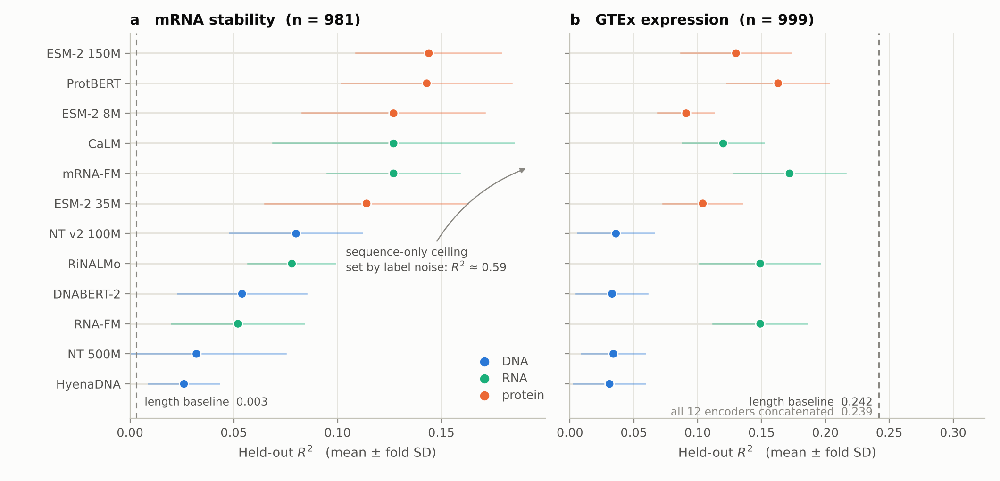 a mRNA stability (n = 981)
b GTEx expression (n = 999)
ESM-2 150M
ProtBERT
ESM-2 8M
CaLM
mRNA-FM
ESM-2 35M
NT v2 100M
RiNALMo
DNABERT-2
RNA-FM
NT 500M
HyenaDNA
sequence-only ceiling
set by label noise: R² ≈ 0.59
DNA
RNA
protein
length baseline 0.003
0.00 0.05 0.10 0.15
Held-out R² (mean ± fold SD)
length baseline 0.242
all 12 encoders concatenated 0.239
0.00 0.05 0.10 0.15 0.20 0.25 0.30
Held-out R² (mean ± fold SD)